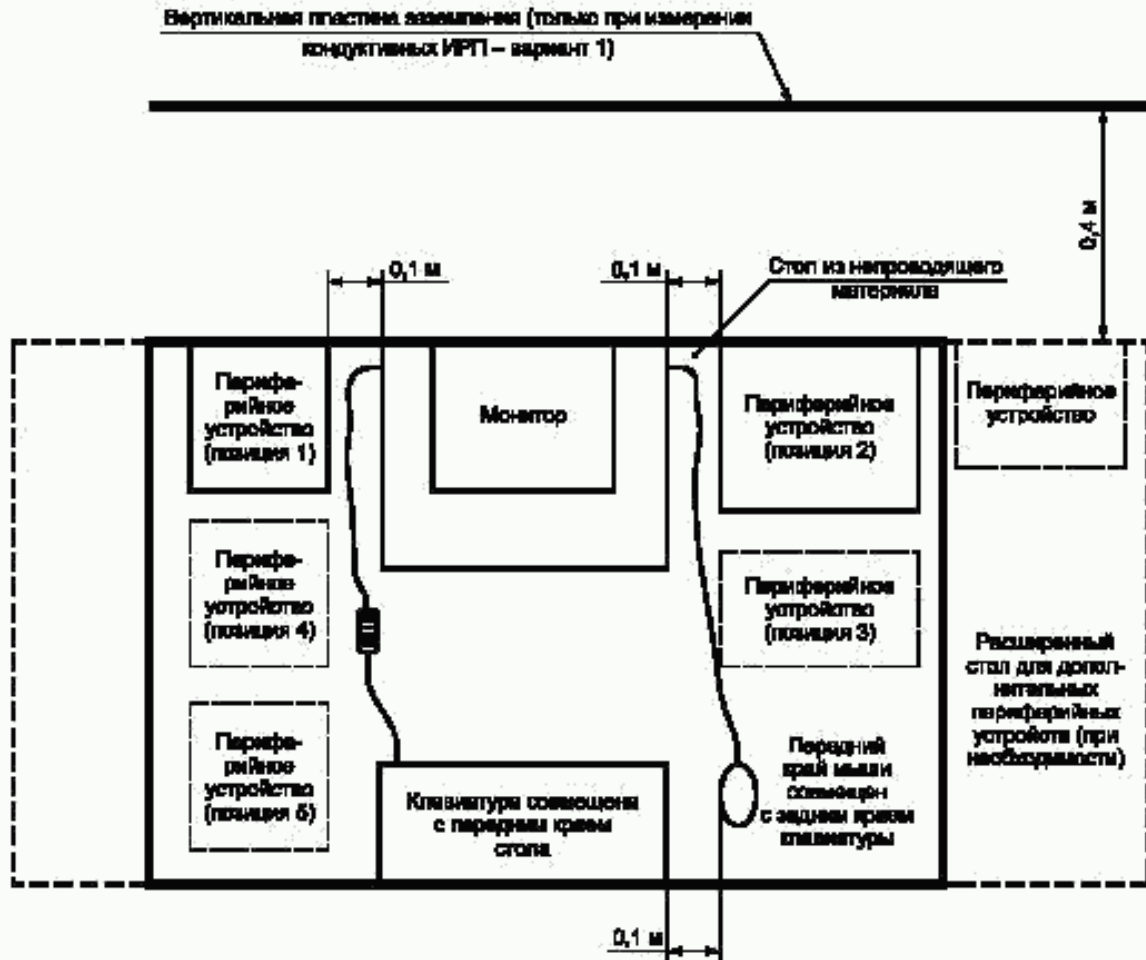 Вертикальная пластина заземления (только при измерении
кондуктивных ИРП – вариант 1)
0,4 м
0,1 м
0,1 м
Стол из непроводящего
материала
Перифе-
рийное
устройство
(позиция 1)
Монитор
Периферийное
устройство
(позиция 2)
Периферийное
устройство
Перифе-
рийное
устройство
(позиция 4)
Периферийное
устройство
(позиция 3)
Расширенный
стол для допол-
нительных
периферийных
устройств (при
необходимости)
Перифе-
рийное
устройство
(позиция 5)
Клавиатура совмещена
с передним краем
стола
Передний
край мыши
совмещен
с задним краем
клавиатуры
0,1 м